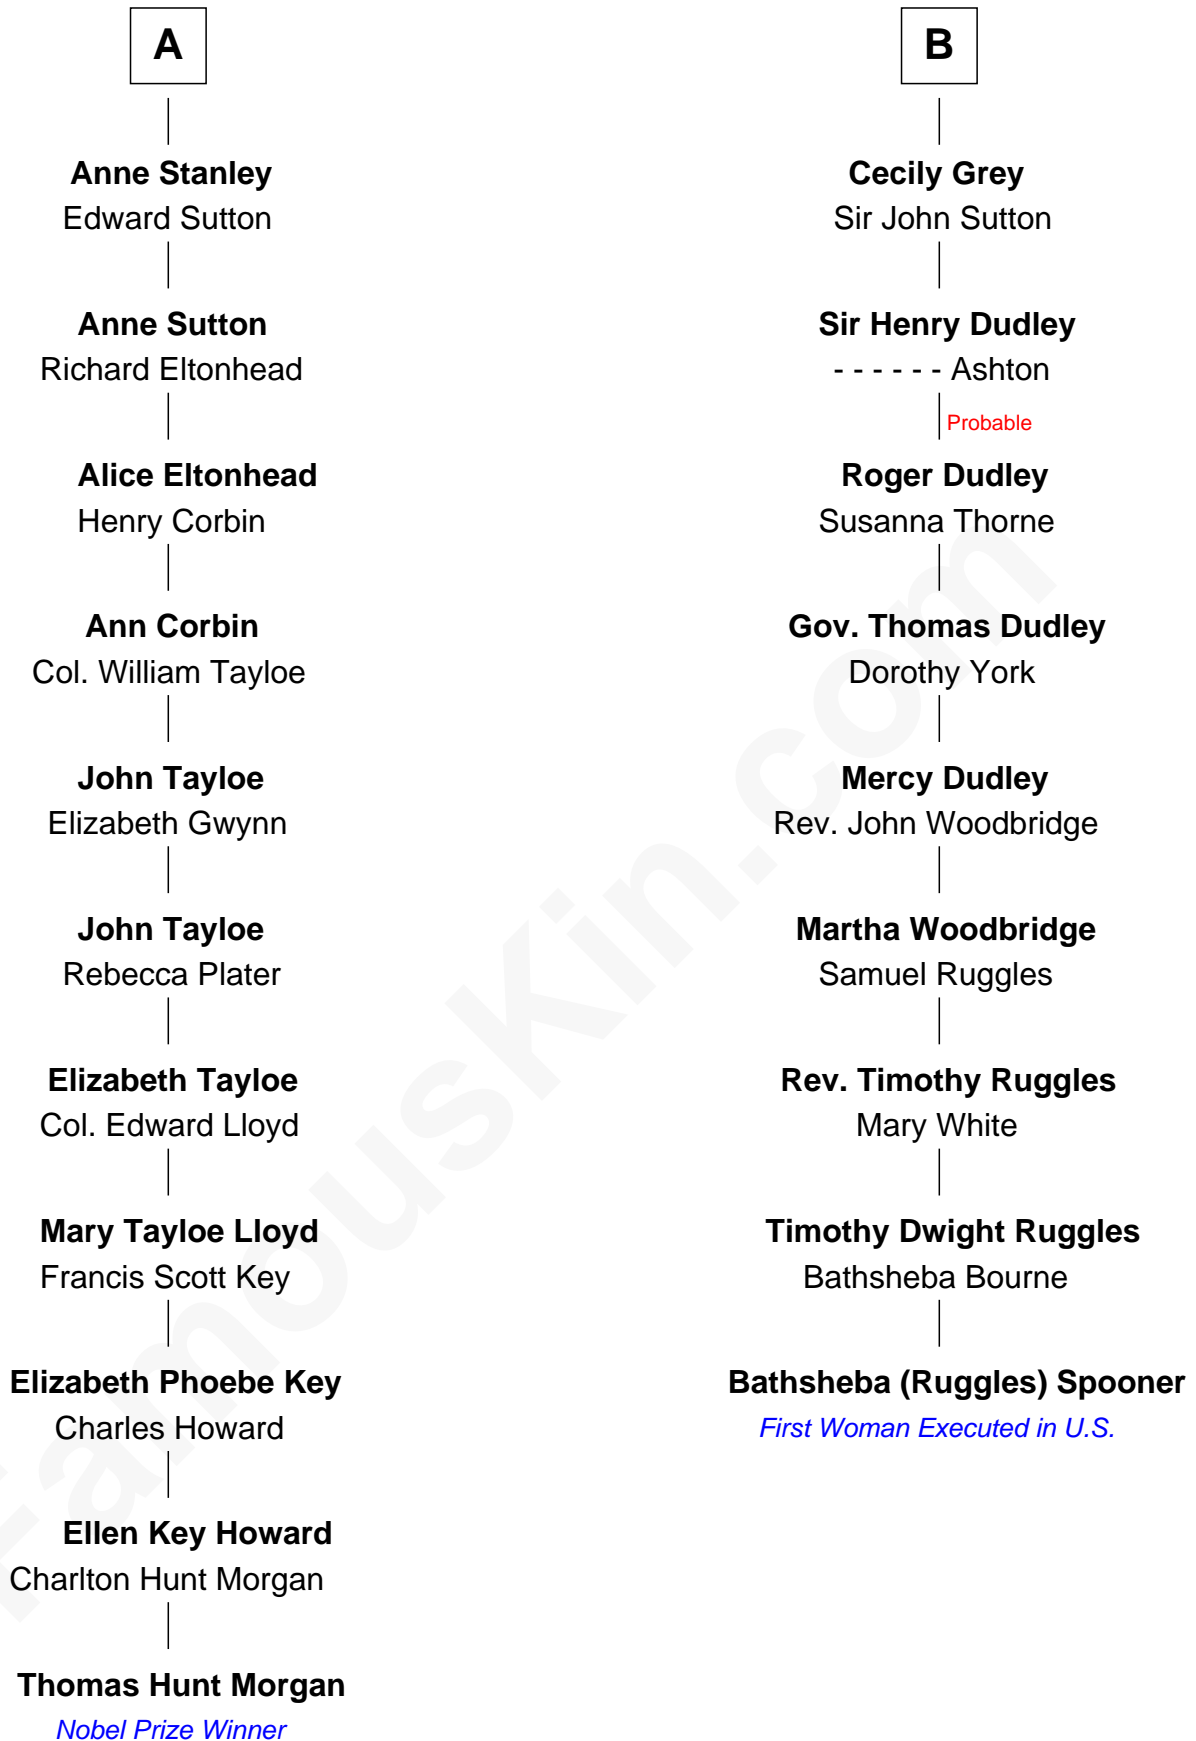 A
Anne Stanley
Edward Sutton
Anne Sutton
Richard Eltonhead
Alice Eltonhead
Henry Corbin
Ann Corbin
Col. William Tayloe
John Tayloe
Elizabeth Gwynn
John Tayloe
Rebecca Plater
Elizabeth Tayloe
Col. Edward Lloyd
Mary Tayloe Lloyd
Francis Scott Key
Elizabeth Phoebe Key
Charles Howard
Ellen Key Howard
Charlton Hunt Morgan
Thomas Hunt Morgan
Nobel Prize Winner
B
Cecily Grey
Sir John Sutton
Sir Henry Dudley
- - - - - - Ashton
Probable
Roger Dudley
Susanna Thorne
Gov. Thomas Dudley
Dorothy York
Mercy Dudley
Rev. John Woodbridge
Martha Woodbridge
Samuel Ruggles
Rev. Timothy Ruggles
Mary White
Timothy Dwight Ruggles
Bathsheba Bourne
Bathsheba (Ruggles) Spooner
First Woman Executed in U.S.
FamousKin.com